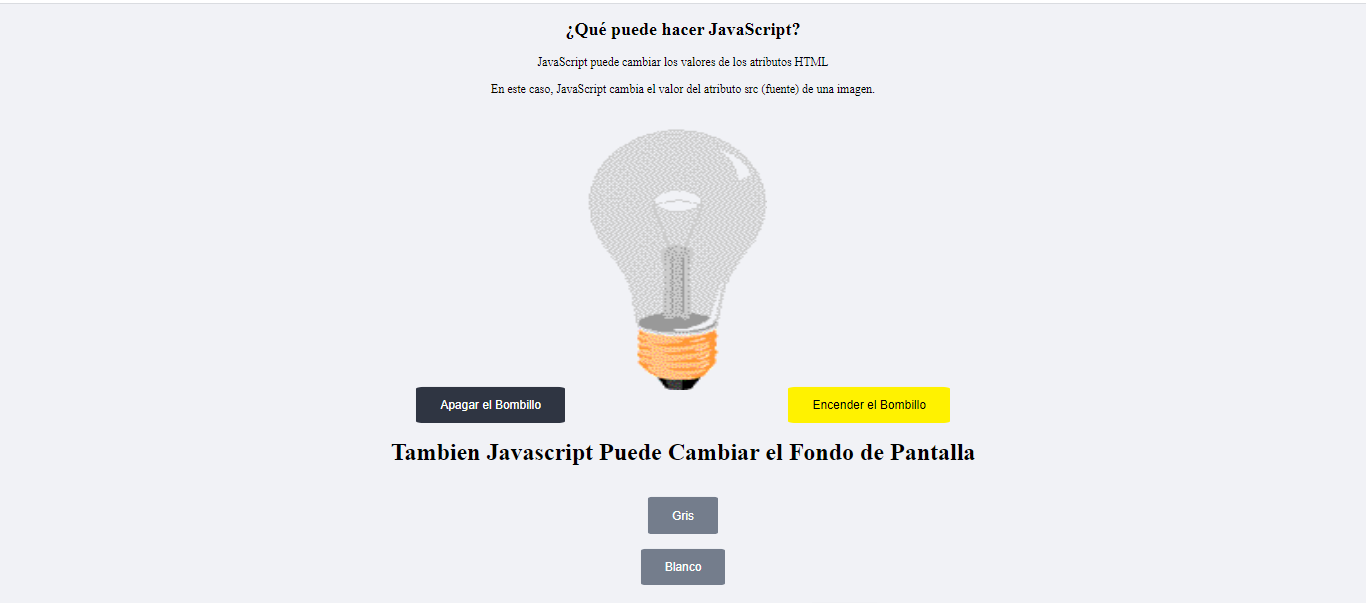 ¿Qué puede hacer JavaScript?
JavaScript puede cambiar los valores de los atributos HTML
En este caso, JavaScript cambia el valor del atributo src (fuente) de una imagen.
Apagar el Bombillo
Encender el Bombillo
Tambien Javascript Puede Cambiar el Fondo de Pantalla
Gris
Blanco